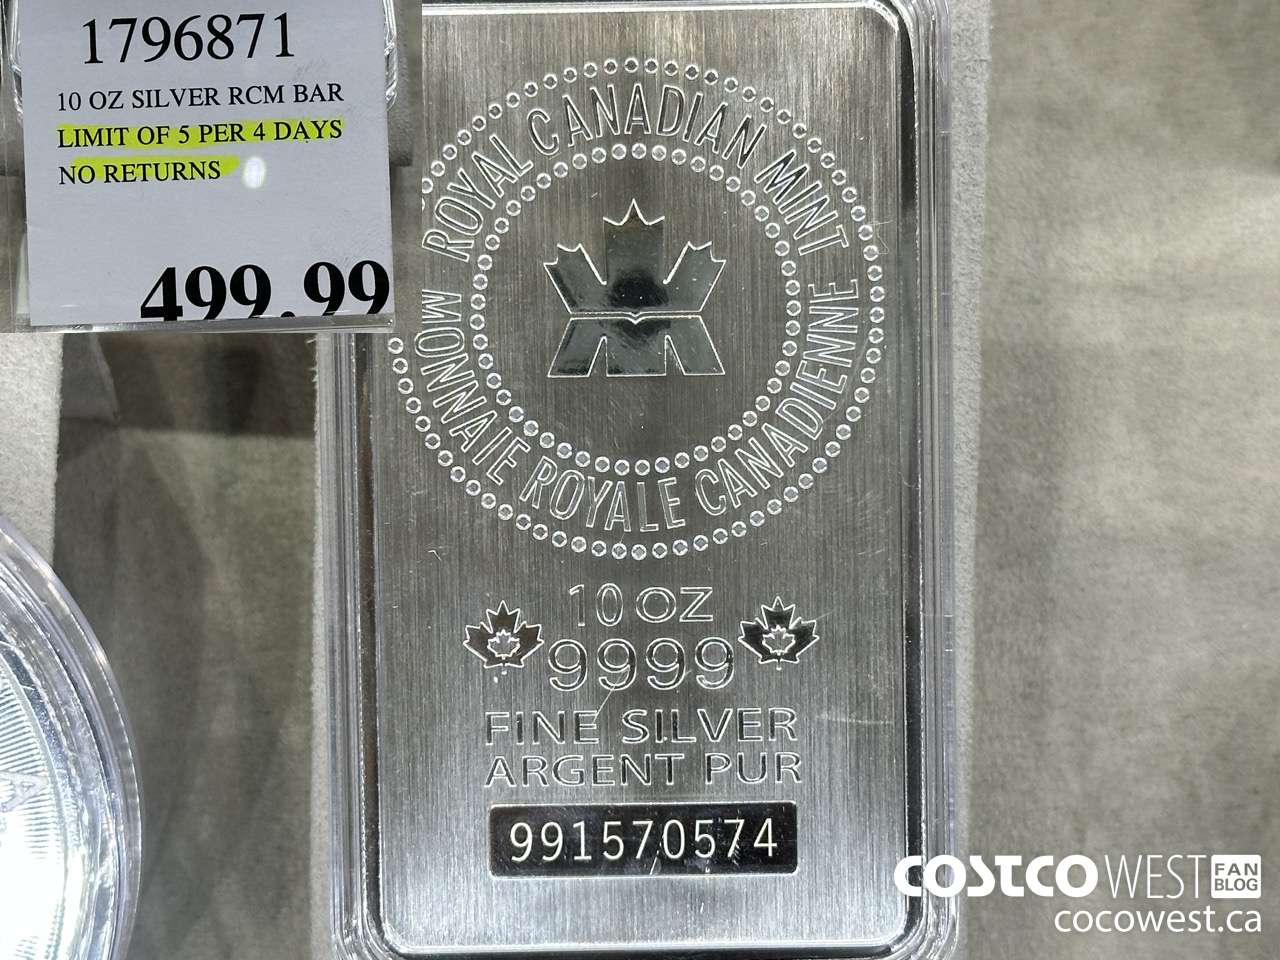 1796871
10 OZ SILVER RCM BAR
LIMIT OF 5 PER 4 DAYS
NO RETURNS
499.99
ROYAL CANADIAN MINT
MONNAIE ROYALE CANADIENNE
10 OZ
9999
FINE SILVER
ARGENT PUR
991570574
COSTCO WEST FAN BLOG
cocowest.ca